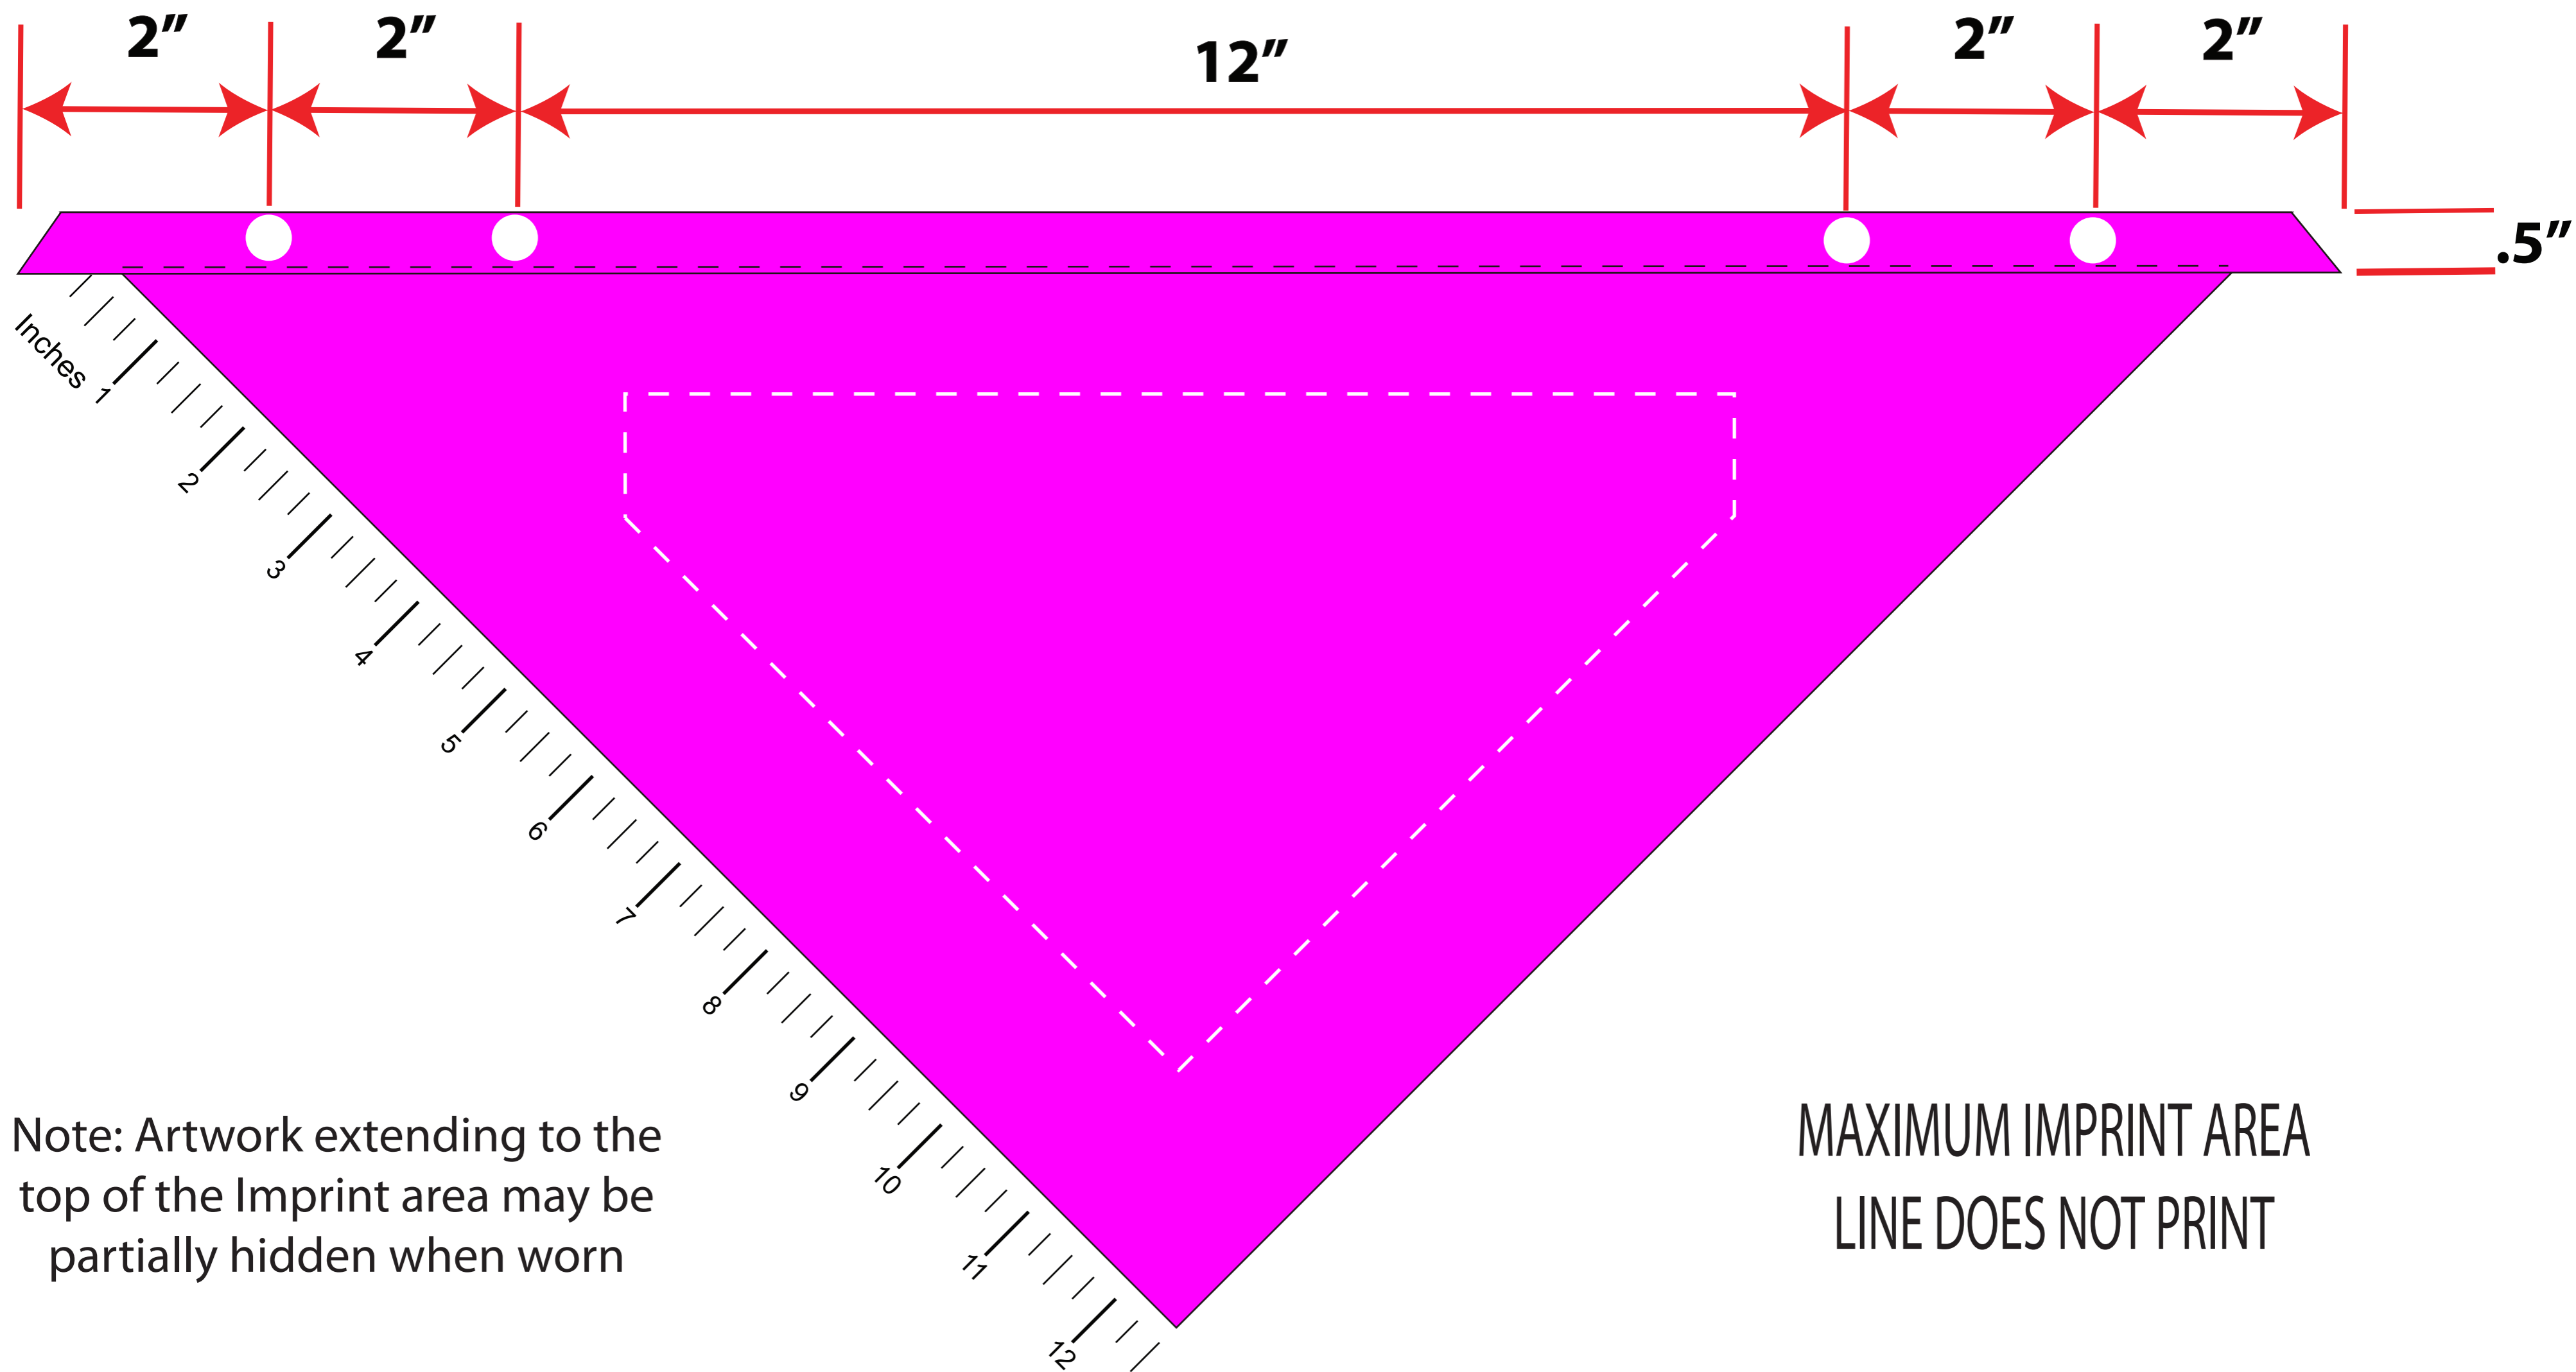 2” 2” 12” 2” 2”
.5”
Inches
1
2
3
4
5
6
7
8
9
10
11
12
Note: Artwork extending to the
top of the Imprint area may be
partially hidden when worn
MAXIMUM IMPRINT AREA
LINE DOES NOT PRINT